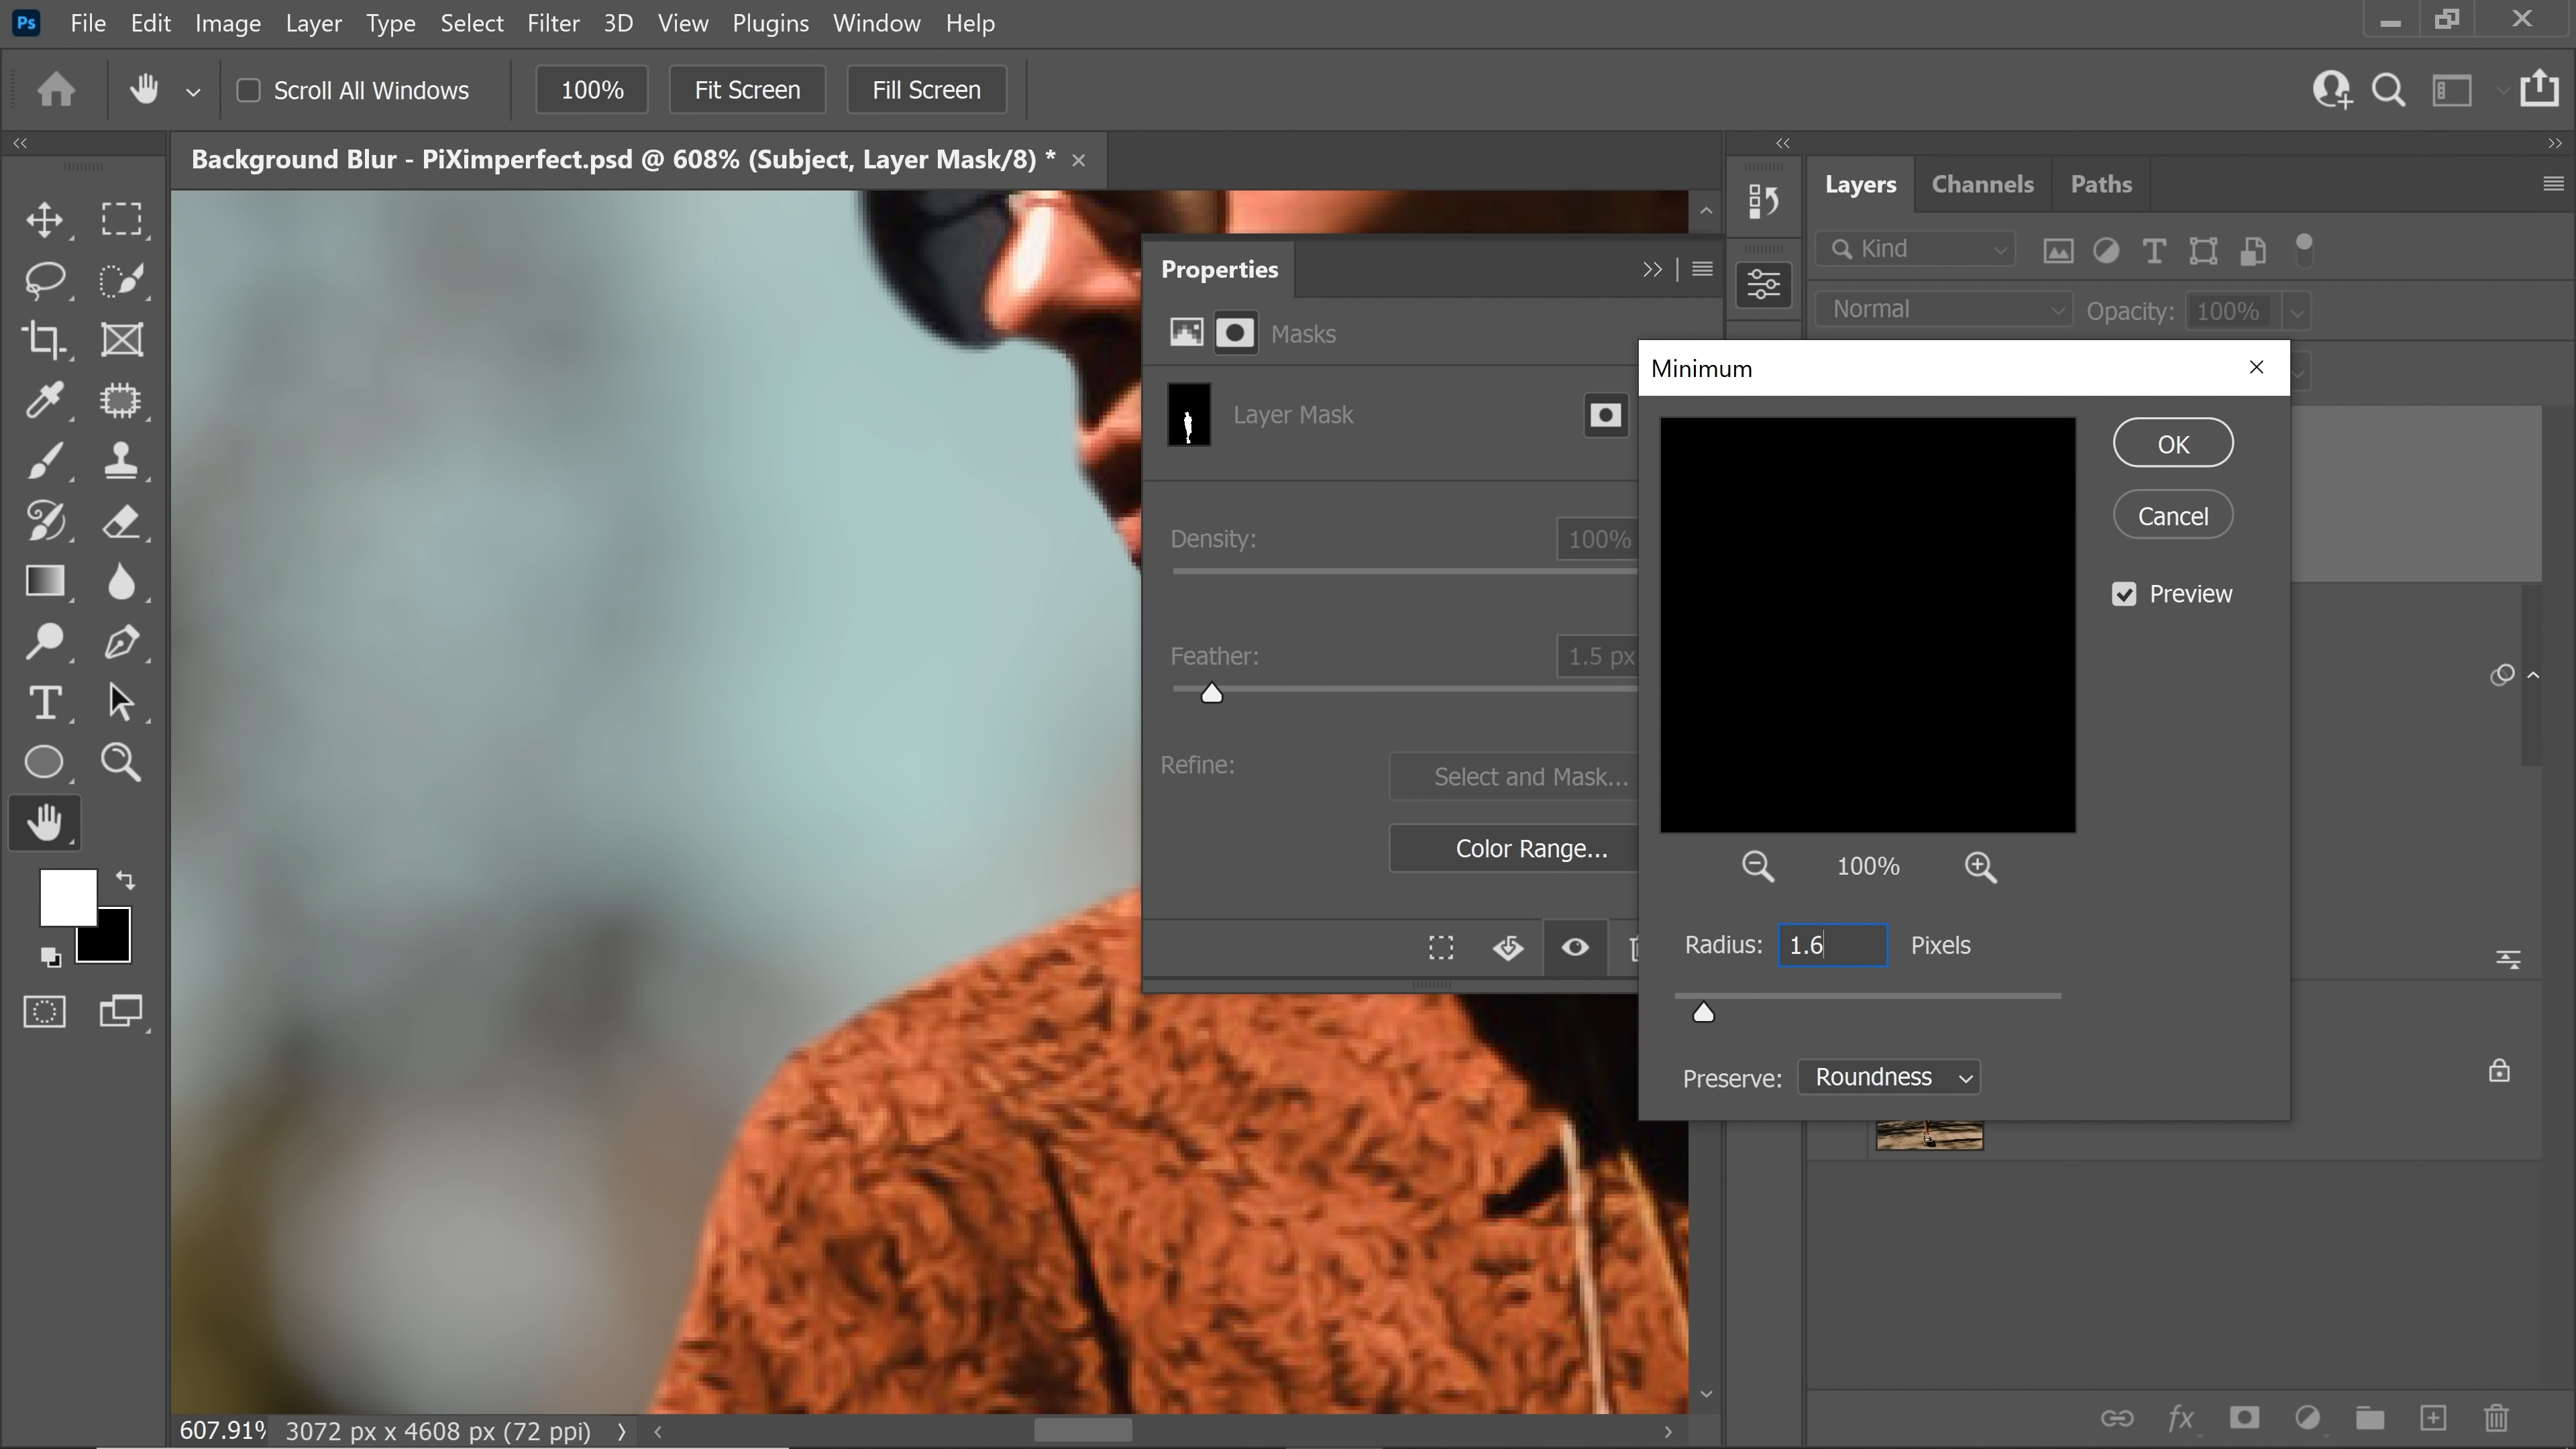 Ps File Edit Image Layer Type Select Filter 3D View Plugins Window Help
Scroll All Windows 100% Fit Screen Fill Screen
Background Blur - PiXimperfect.psd @ 608% (Subject, Layer Mask/8) *
Layers Channels Paths
Kind
Normal Opacity: 100%
Properties
Masks
Layer Mask
Density: 100%
Feather: 1.5 px
Refine: Select and Mask...
Color Range...
Minimum
OK
Cancel
Preview
100%
Radius: 1.6 Pixels
Preserve: Roundness
fx
607.91% 3072 px x 4608 px (72 ppi)